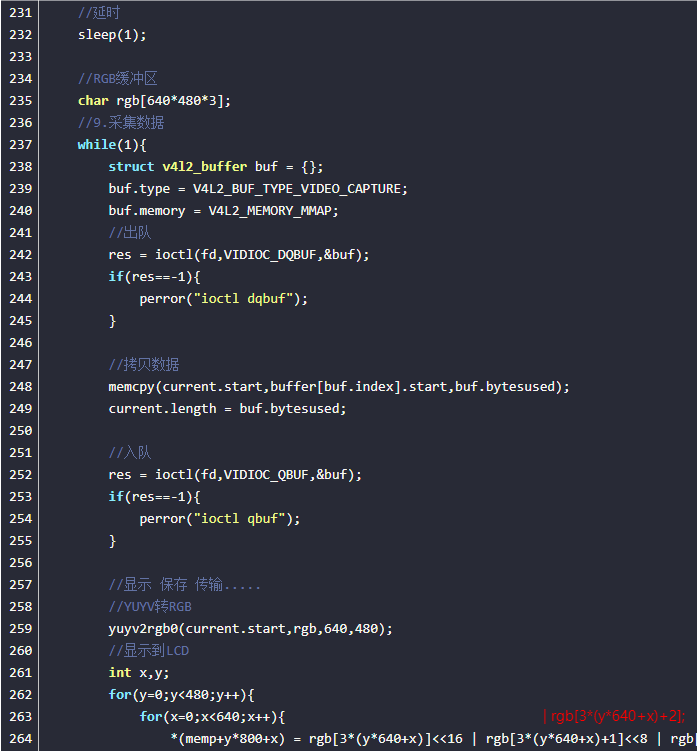 231 //延时
232 sleep(1);
233
234 //RGB缓冲区
235 char rgb[640*480*3];
236 //9.采集数据
237 while(1){
238 struct v4l2_buffer buf = {};
239 buf.type = V4L2_BUF_TYPE_VIDEO_CAPTURE;
240 buf.memory = V4L2_MEMORY_MMAP;
241 //出队
242 res = ioctl(fd,VIDIOC_DQBUF,&buf);
243 if(res==-1){
244 perror("ioctl dqbuf");
245 }
246
247 //拷贝数据
248 memcpy(current.start,buffer[buf.index].start,buf.bytesused);
249 current.length = buf.bytesused;
250
251 //入队
252 res = ioctl(fd,VIDIOC_QBUF,&buf);
253 if(res==-1){
254 perror("ioctl qbuf");
255 }
256
257 //显示 保存 传输.....
258 //YUYV转RGB
259 yuyv2rgb0(current.start,rgb,640,480);
260 //显示到LCD
261 int x,y;
262 for(y=0;y<480;y++){
263 for(x=0;x<640;x++){ | rgb[3*(y*640+x)+2];
264 *(memp+y*800+x) = rgb[3*(y*640+x)]<<16 | rgb[3*(y*640+x)+1]<<8 | rgb[